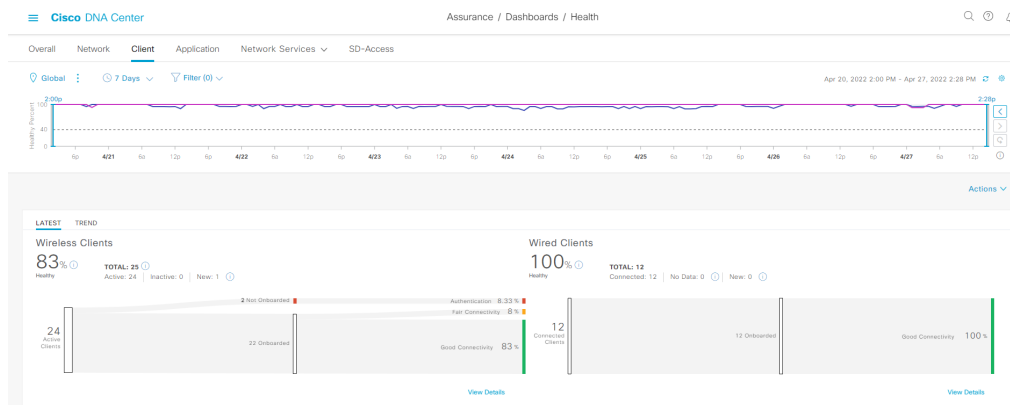 Cisco DNA Center
Assurance / Dashboards / Health
Overall Network Client Application Network Services SD-Access
Global 7 Days Filter (0)
Apr 20, 2022 2:00 PM - Apr 27, 2022 2:28 PM
2:00p 2:28p
Healthy Percent
100
40
0
6p 4/21 6a 12p 6p 4/22 6a 12p 6p 4/23 6a 12p 6p 4/24 6a 12p 6p 4/25 6a 12p 6p 4/26 6a 12p 6p 4/27 6a 12p
Actions
LATEST TREND
Wireless Clients
83%
Healthy
TOTAL: 25
Active: 24 Inactive: 0 New: 1
2 Not Onboarded
Authentication 8.33 %
Fair Connectivity 8 %
24
Active
Clients
22 Onboarded
Good Connectivity 83 %
View Details
Wired Clients
100%
Healthy
TOTAL: 12
Connected: 12 No Data: 0 New: 0
12
Connected
Clients
12 Onboarded
Good Connectivity 100 %
View Details